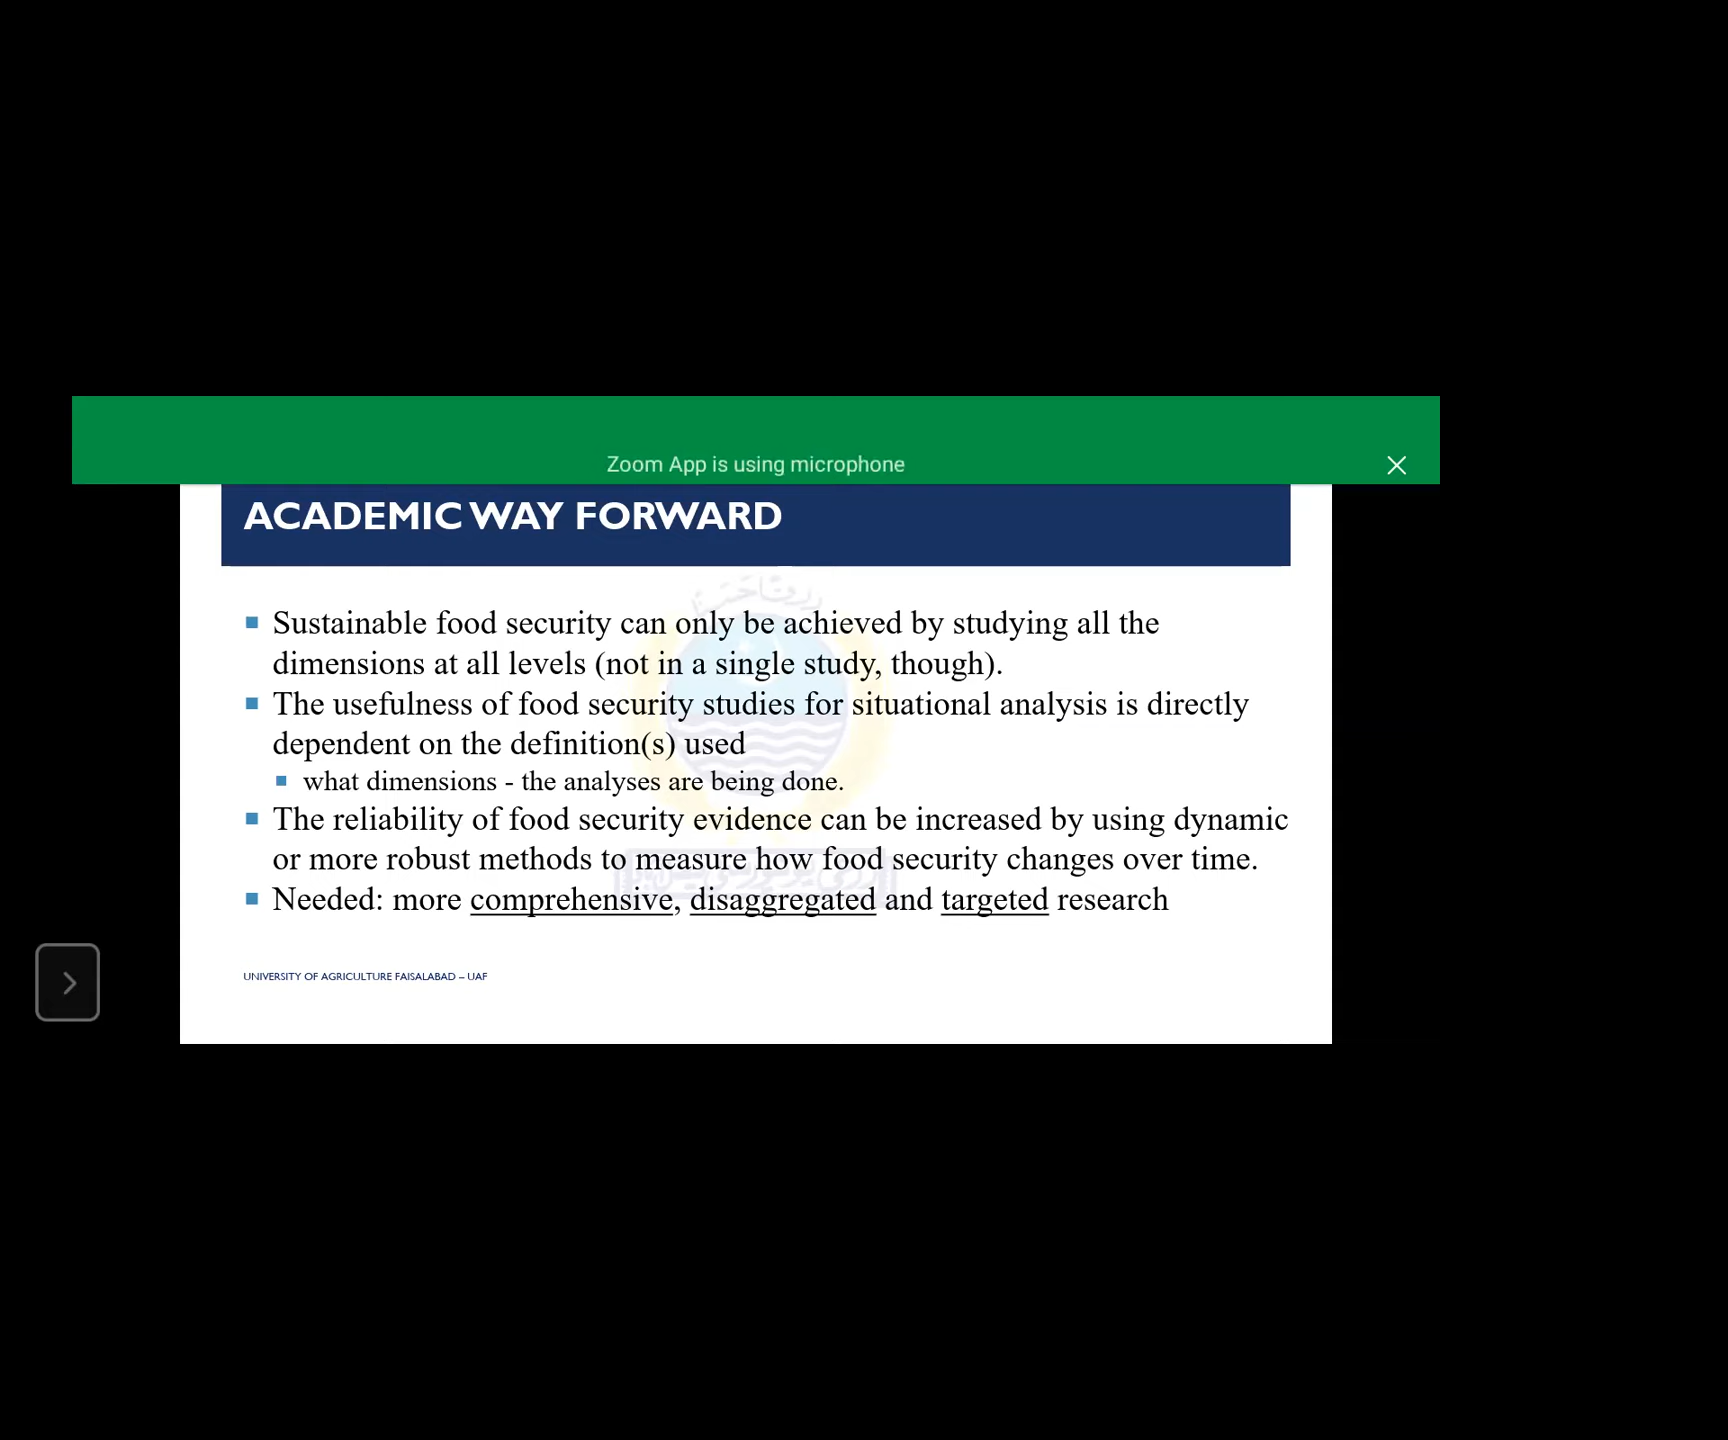 Zoom App is using microphone
ACADEMIC WAY FORWARD
Sustainable food security can only be achieved by studying all the
dimensions at all levels (not in a single study, though).
The usefulness of food security studies for situational analysis is directly
dependent on the definition(s) used
what dimensions - the analyses are being done.
The reliability of food security evidence can be increased by using dynamic
or more robust methods to measure how food security changes over time.
Needed: more comprehensive, disaggregated and targeted research
UNIVERSITY OF AGRICULTURE FAISALABAD – UAF